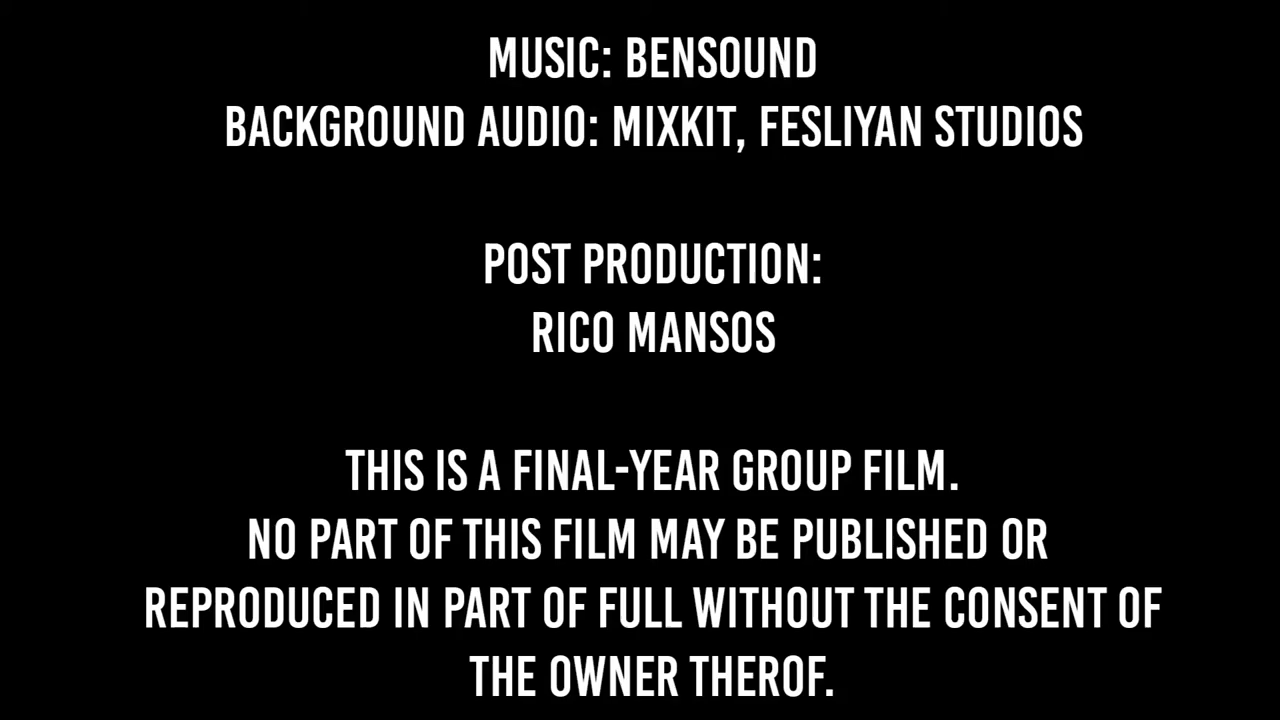 MUSIC: BENSOUND
BACKGROUND AUDIO: MIXKIT, FESLIYAN STUDIOS
POST PRODUCTION:
RICO MANSOS
THIS IS A FINAL-YEAR GROUP FILM.
NO PART OF THIS FILM MAY BE PUBLISHED OR
REPRODUCED IN PART OF FULL WITHOUT THE CONSENT OF
THE OWNER THEROF.